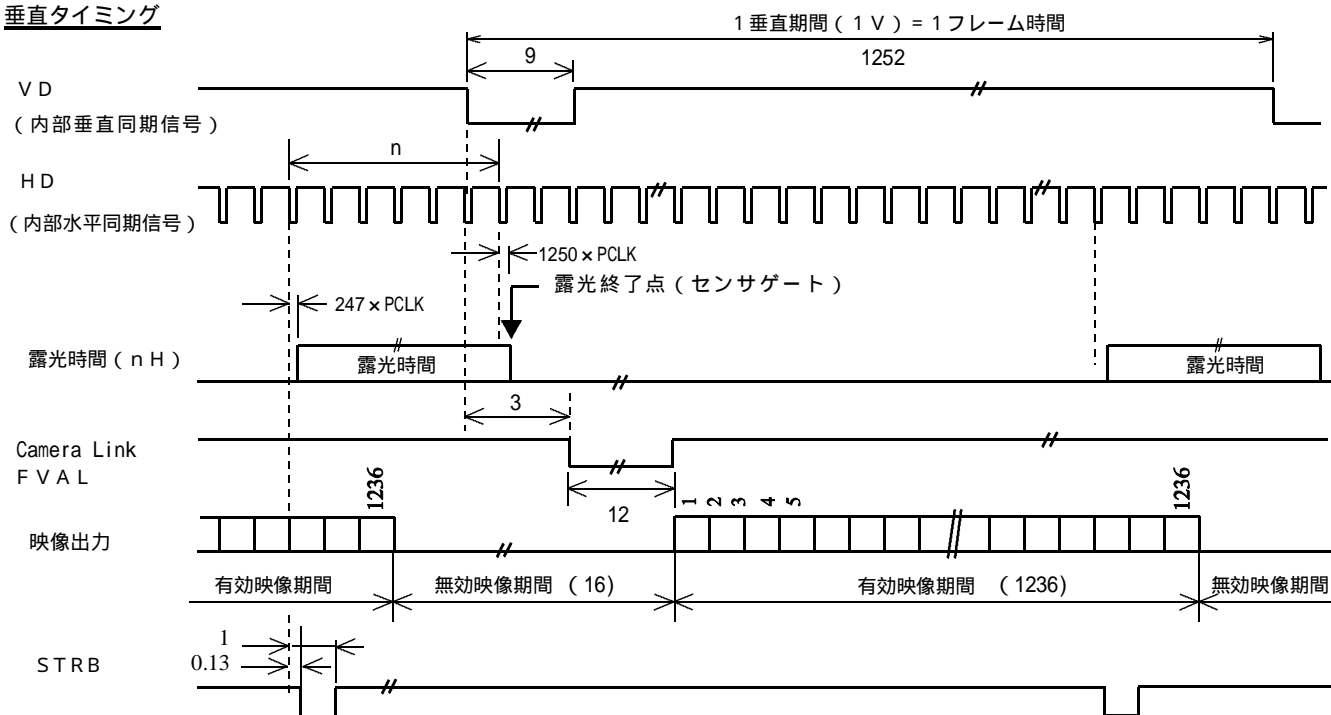 垂直タイミング
1垂直期間(1V)=1フレーム時間
9
1252
VD
(内部垂直同期信号)
n
HD
(内部水平同期信号)
1250×PCLK
露光終了点(センサゲート)
247×PCLK
露光時間(nH)
露光時間
露光時間
3
Camera Link
FVAL
1236
12
1
2
3
4
5
1236
映像出力
有効映像期間
無効映像期間 (16)
有効映像期間 (1236)
無効映像期間
1
0.13
STRB